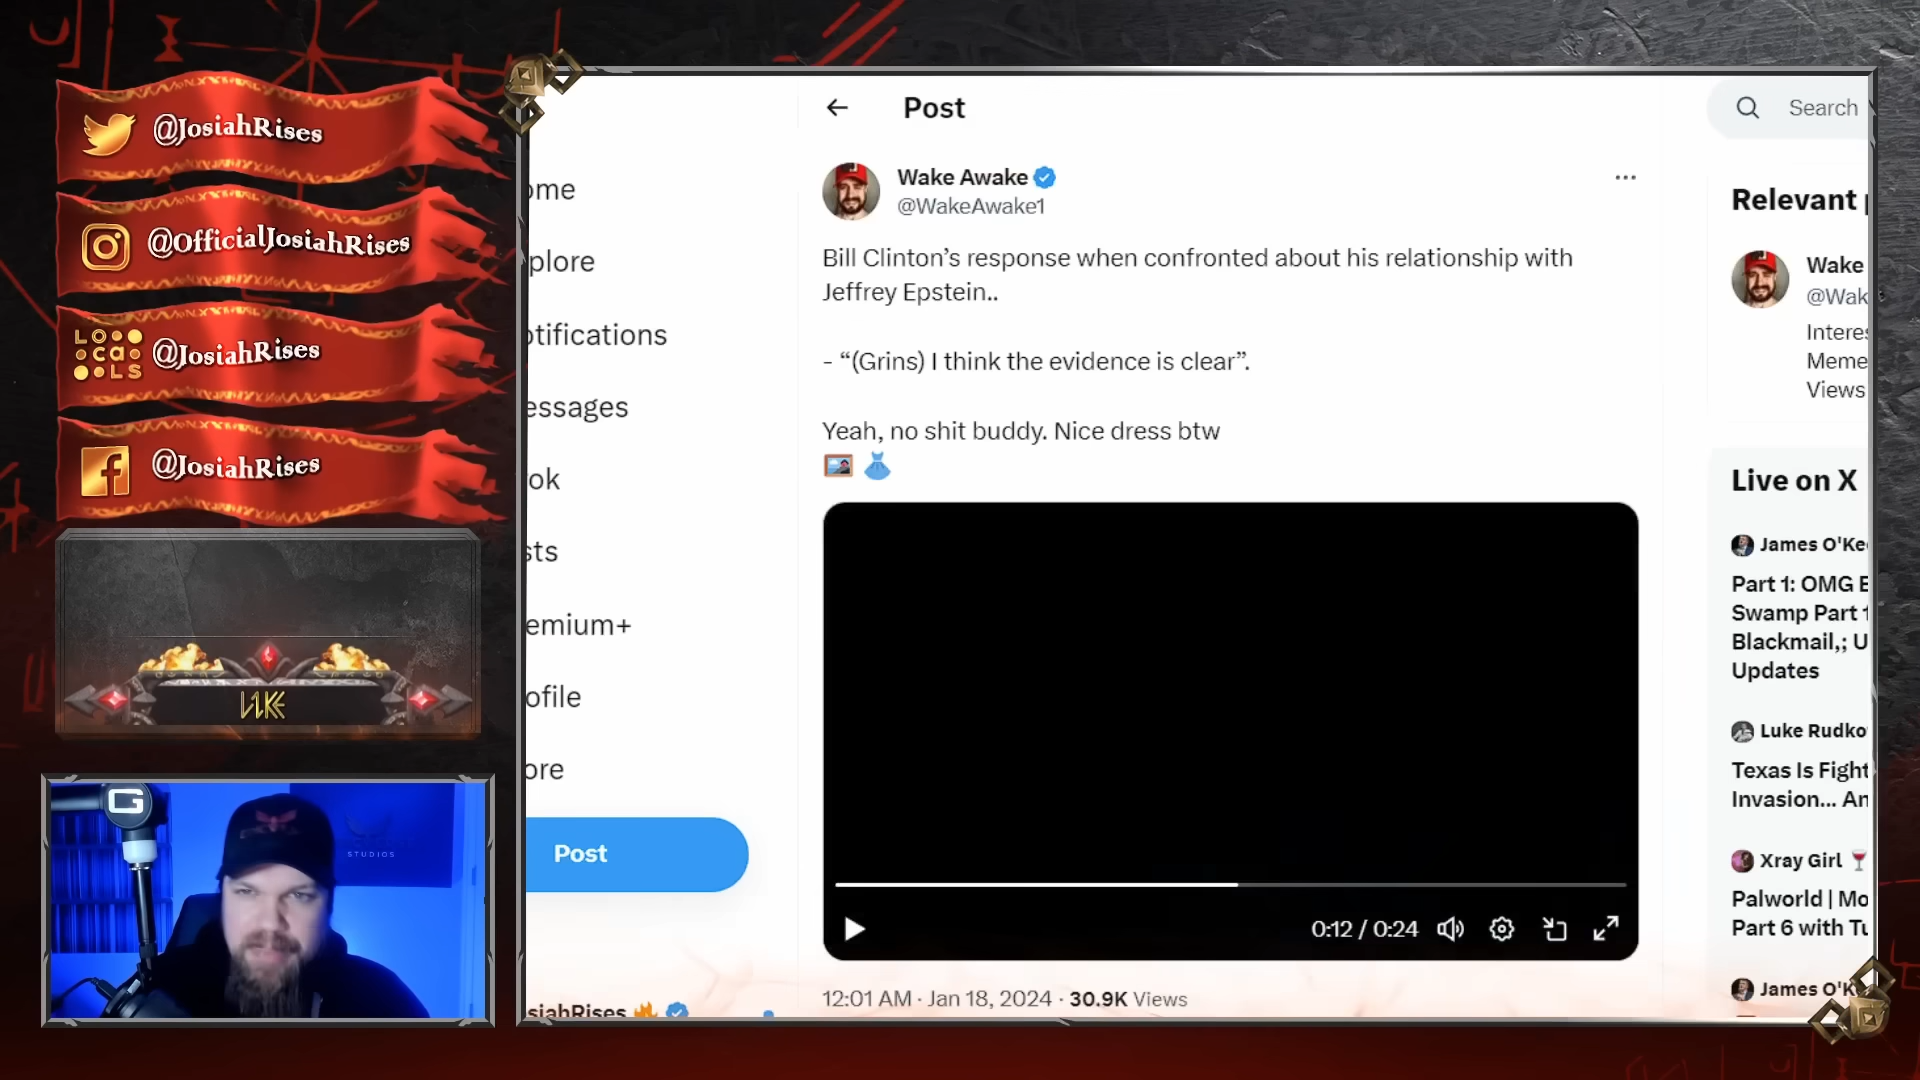 @JosiahRises
@OfficialJosiahRises
LOCALS
@JosiahRises
@JosiahRises
STUDIOS
ome
plore
otifications
essages
ok
sts
emium+
ofile
ore
Post
siahRises
Post
Wake Awake
@WakeAwake1
Bill Clinton’s response when confronted about his relationship with
Jeffrey Epstein..
- “(Grins) I think the evidence is clear”.
Yeah, no shit buddy. Nice dress btw
0:12 / 0:24
12:01 AM · Jan 18, 2024 · 30.9K Views
Search
Relevant
Wake
@Wak
Interes
Meme
Views
Live on X
James O'Ke
Part 1: OMG E
Swamp Part 1
Blackmail,; U
Updates
Luke Rudko
Texas Is Fight
Invasion... An
Xray Girl
Palworld | Mo
Part 6 with Tu
James O'K